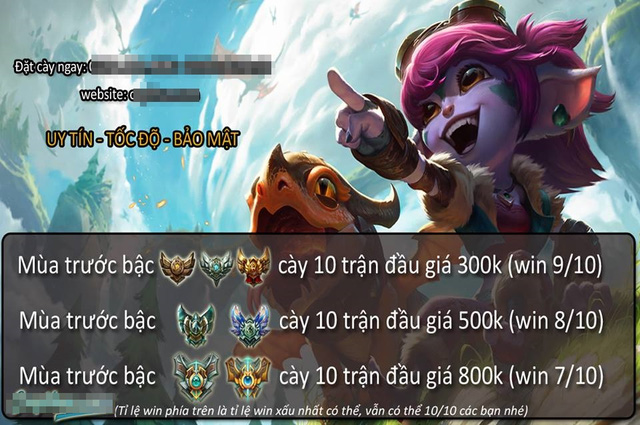 Đặt cày ngay:
website:
UY TÍN - TỐC ĐỘ - BẢO MẬT
Mùa trước bậc cày 10 trận đầu giá 300k (win 9/10)
Mùa trước bậc cày 10 trận đầu giá 500k (win 8/10)
Mùa trước bậc cày 10 trận đầu giá 800k (win 7/10)
(Tỉ lệ win phía trên là tỉ lệ win xấu nhất có thể, vẫn có thể 10/10 các bạn nhé)